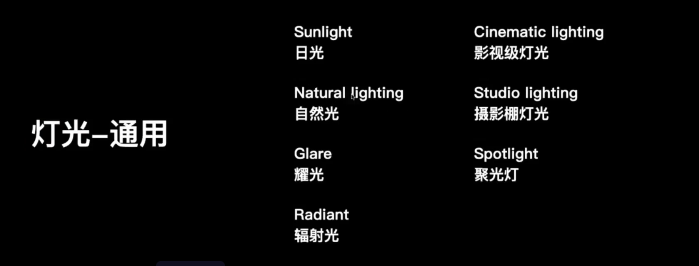 灯光-通用
Sunlight
日光
Natural lighting
自然光
Glare
耀光
Radiant
辐射光
Cinematic lighting
影视级灯光
Studio lighting
摄影棚灯光
Spotlight
聚光灯